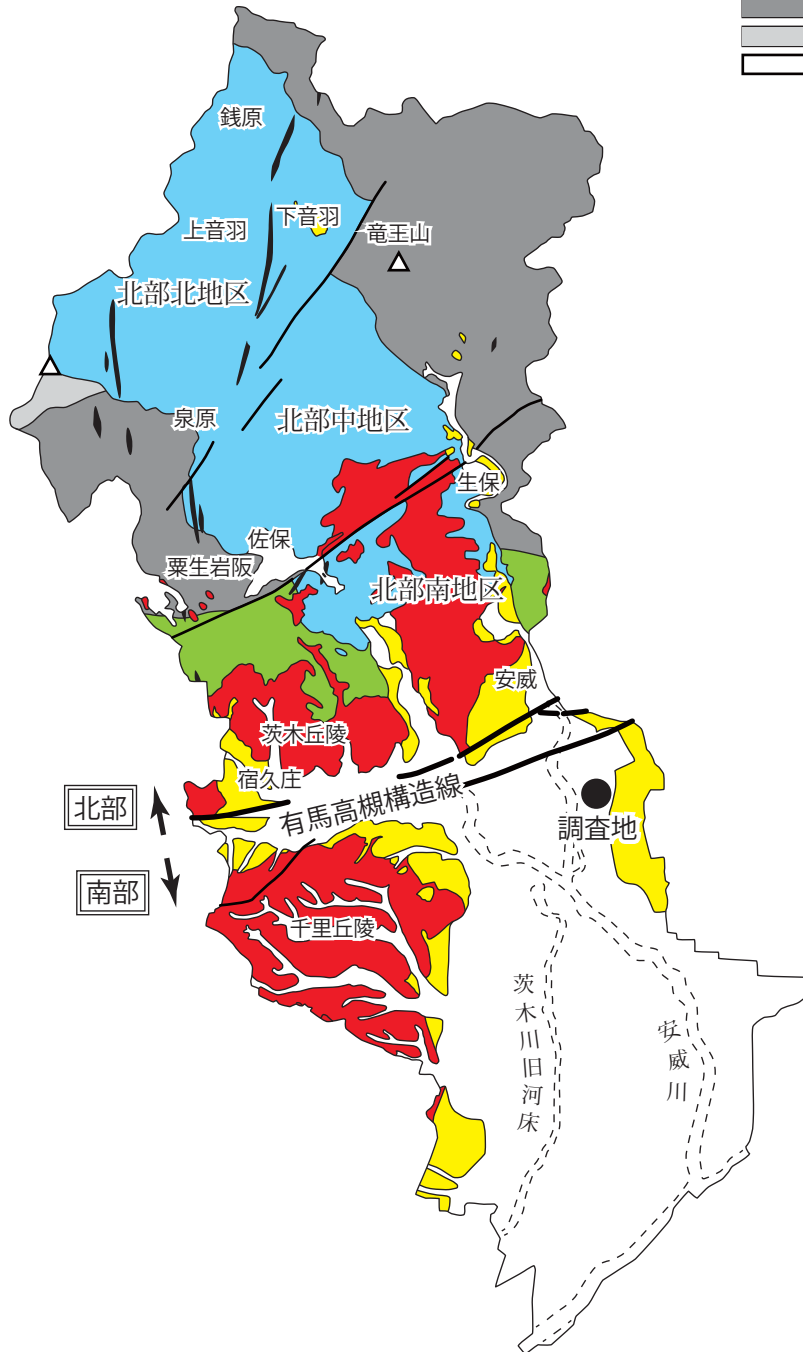 銭原
下音羽
上音羽
竜王山
北部北地区
泉原
北部中地区
生保
佐保
粟生岩阪
北部南地区
安威
茨木丘陵
宿久庄
有馬高槻構造線
北部
調査地
南部
千里丘陵
茨木川旧河床
安威川